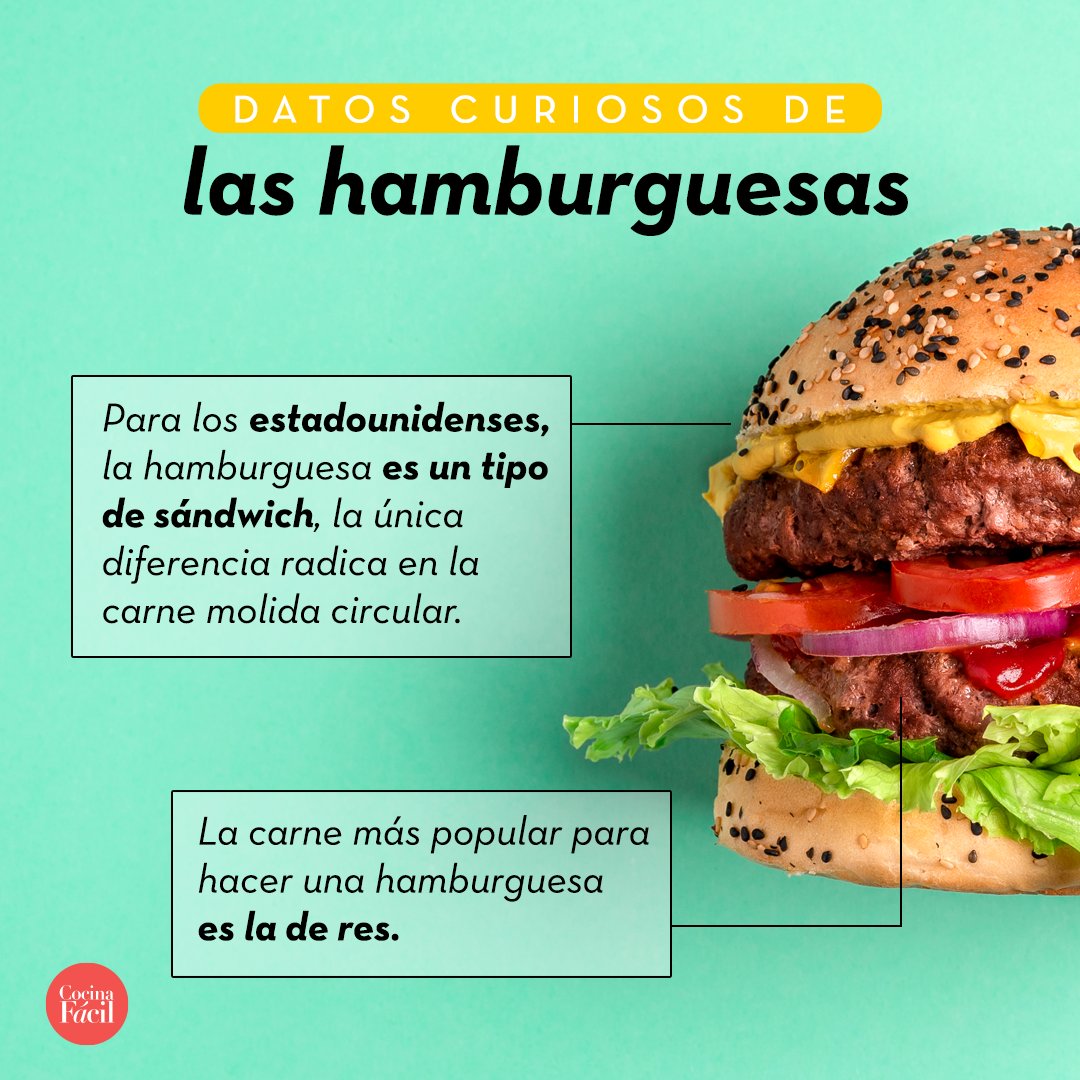 DATOS CURIOSOS DE
las hamburguesas
Para los estadounidenses,
la hamburguesa es un tipo
de sándwich, la única
diferencia radica en la
carne molida circular.
La carne más popular para
hacer una hamburguesa
es la de res.
Cocina
Fácil